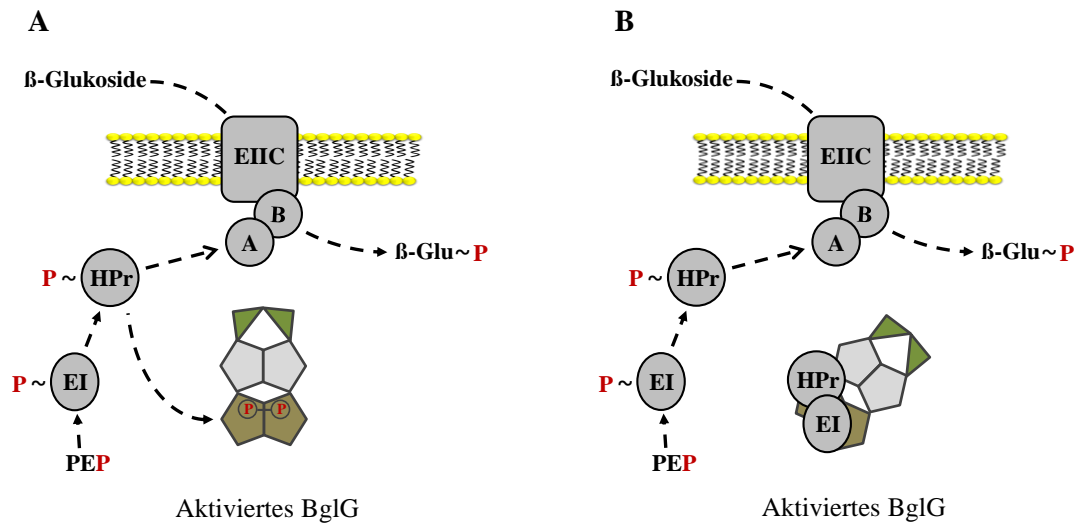 A
ß-Glukoside
EIIC
B
A
ß-Glu~P
P ~ HPr
P ~ EI
P P
PEP
Aktiviertes BglG
B
ß-Glukoside
EIIC
B
A
ß-Glu~P
P ~ HPr
HPr
P ~ EI
EI
PEP
Aktiviertes BglG